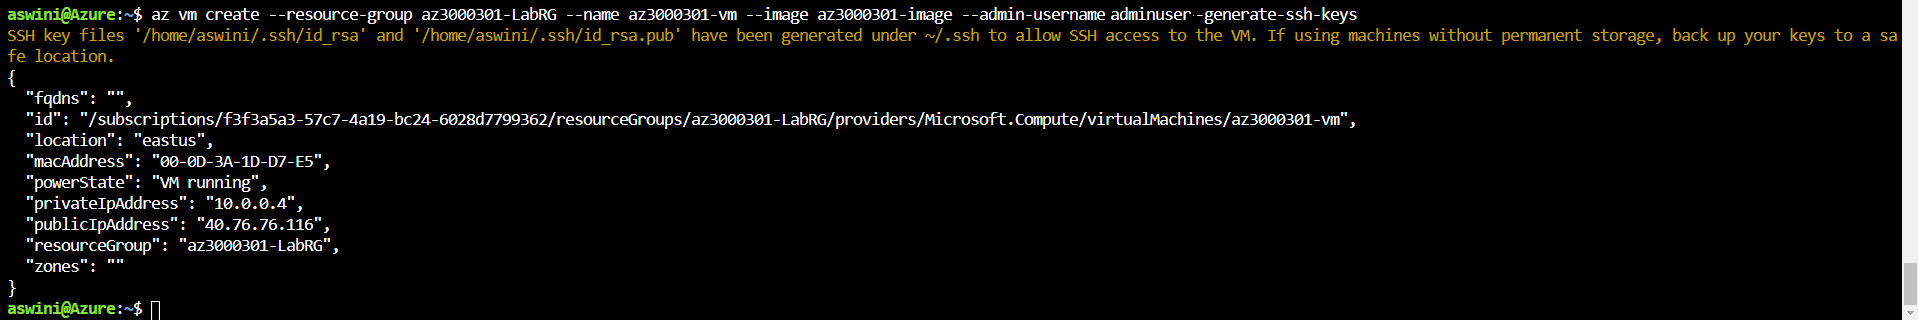 aswini@Azure:~$ az vm create --resource-group az3000301-LabRG --name az3000301-vm --image az3000301-image --admin-username adminuser -generate-ssh-keys
SSH key files '/home/aswini/.ssh/id_rsa' and '/home/aswini/.ssh/id_rsa.pub' have been generated under ~/.ssh to allow SSH access to the VM. If using machines without permanent storage, back up your keys to a sa
fe location.
{
  "fqdns": "",
  "id": "/subscriptions/f3f3a5a3-57c7-4a19-bc24-6028d7799362/resourceGroups/az3000301-LabRG/providers/Microsoft.Compute/virtualMachines/az3000301-vm",
  "location": "eastus",
  "macAddress": "00-0D-3A-1D-D7-E5",
  "powerState": "VM running",
  "privateIpAddress": "10.0.0.4",
  "publicIpAddress": "40.76.76.116",
  "resourceGroup": "az3000301-LabRG",
  "zones": ""
}
aswini@Azure:~$